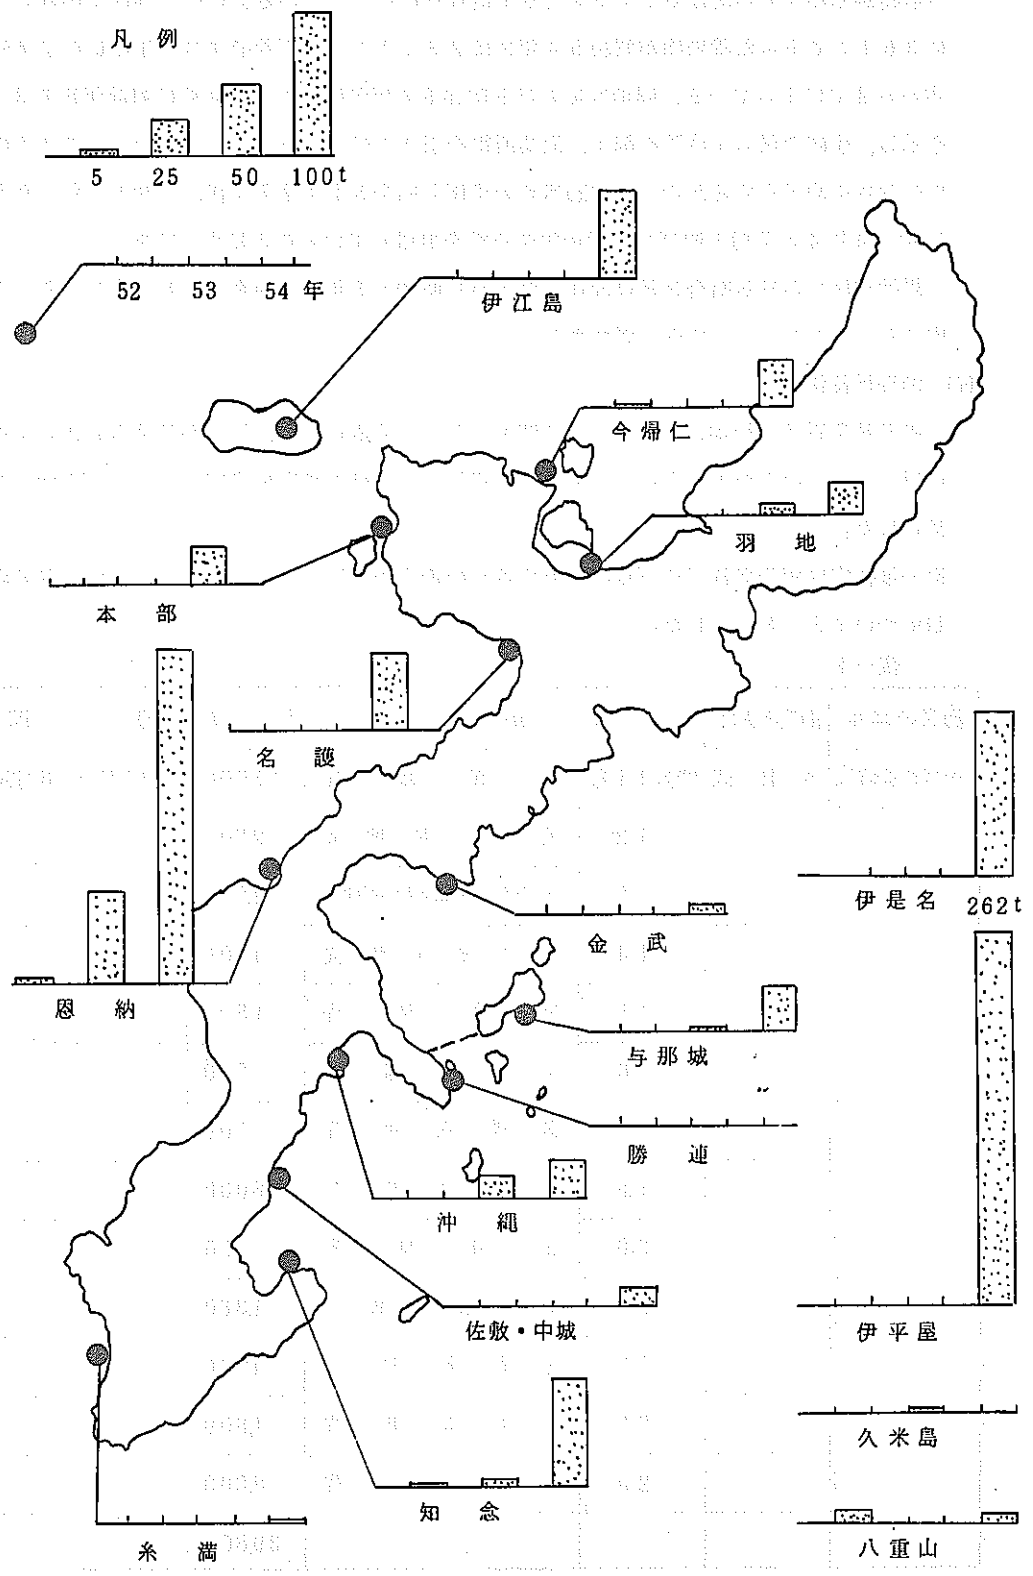 凡例
5 25 50 100t
52 53 54年
伊江島
今帰仁
羽地
本部
名護
伊是名
262t
金武
恩納
与那城
勝連
沖縄
佐敷・中城
伊平屋
久米島
知念
八重山
糸満